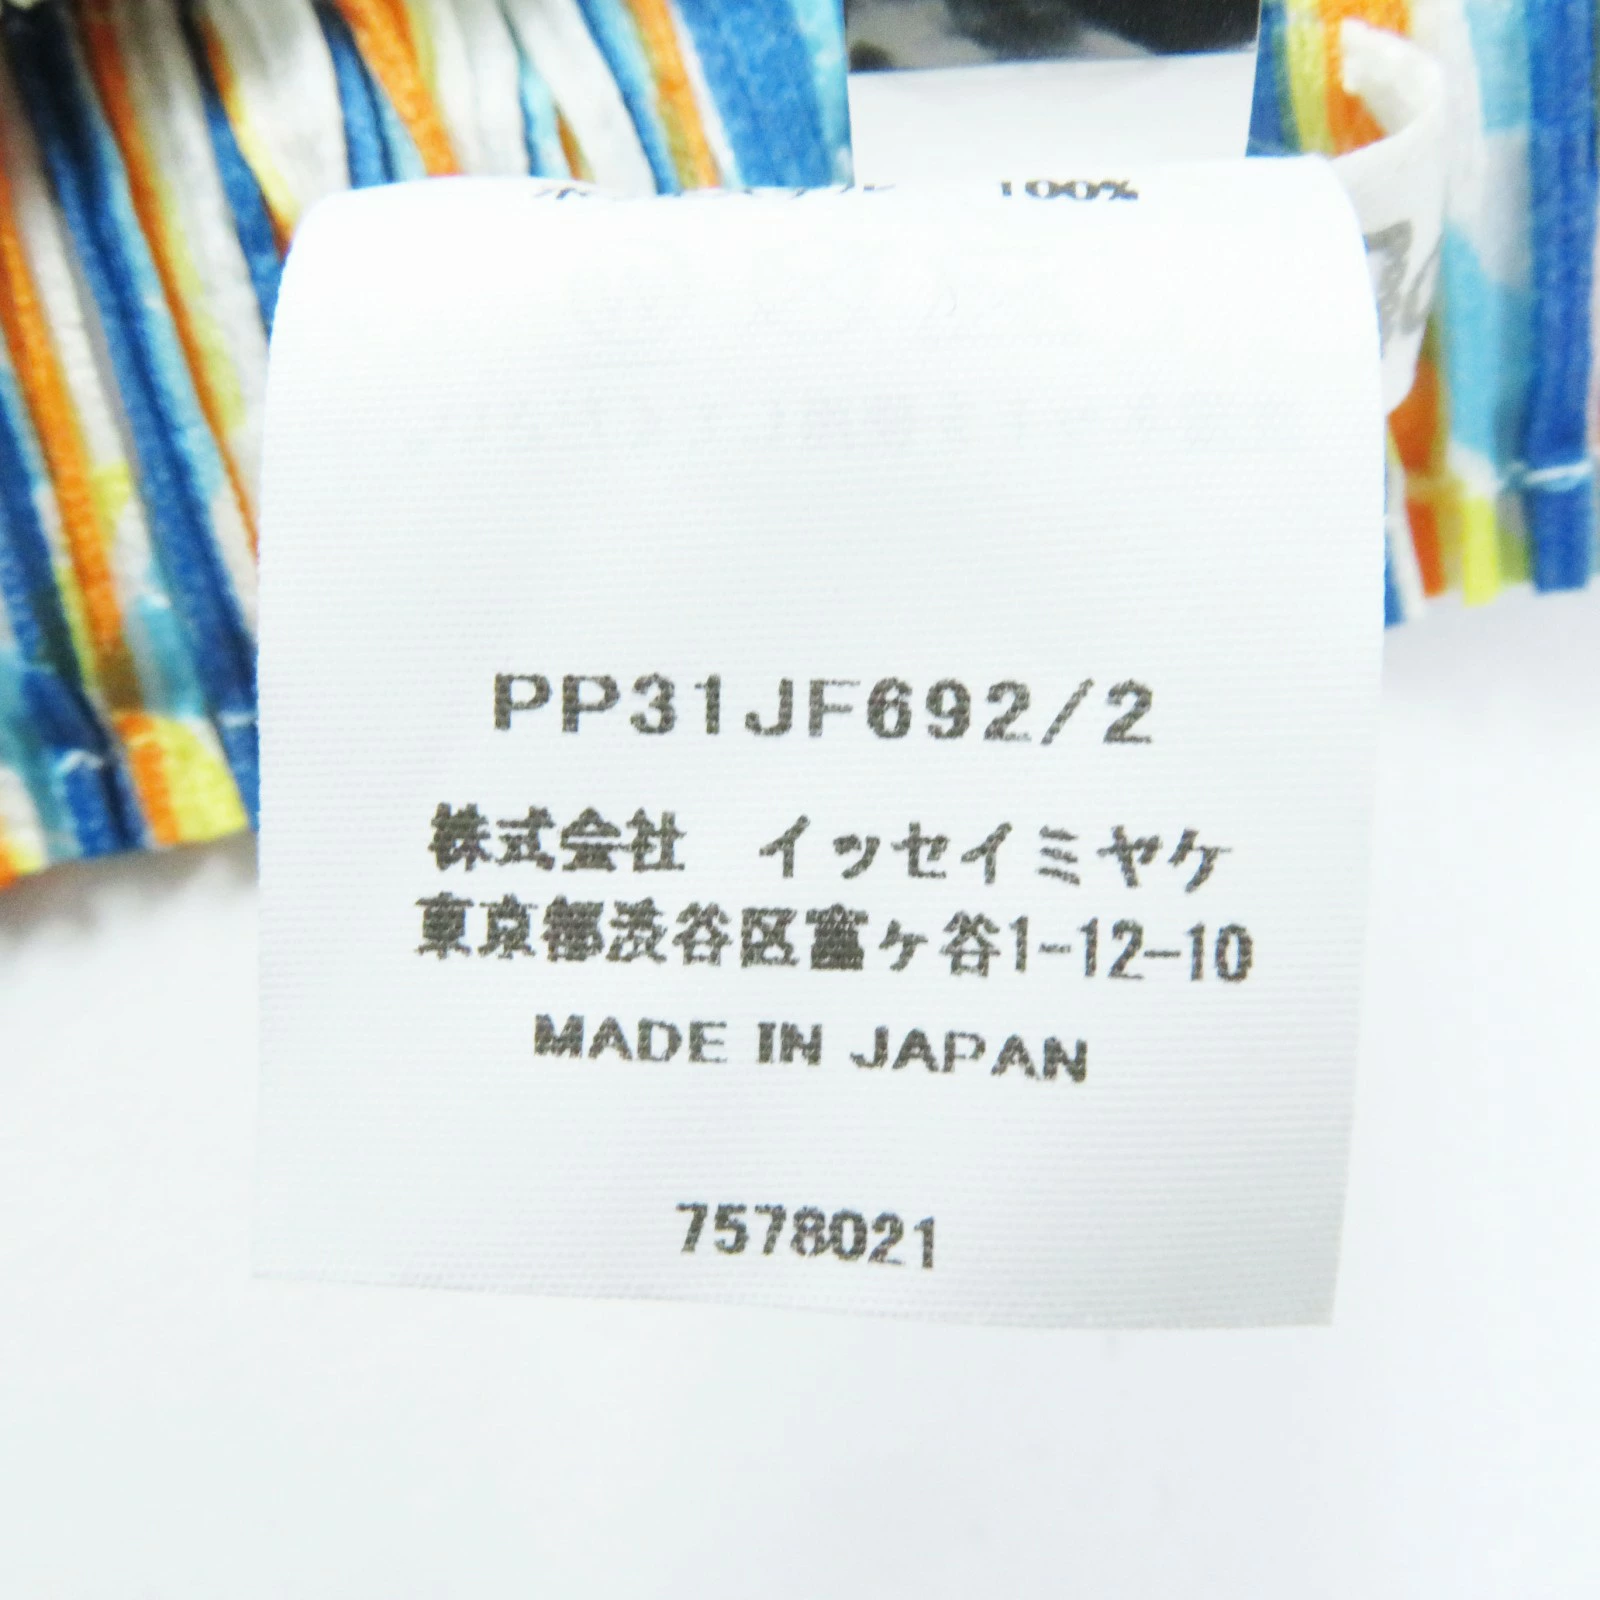 100%
PP31JF692/2
株式会社 イッセイミヤケ
東京都渋谷区富ヶ谷1-12-10
MADE IN JAPAN
7578021